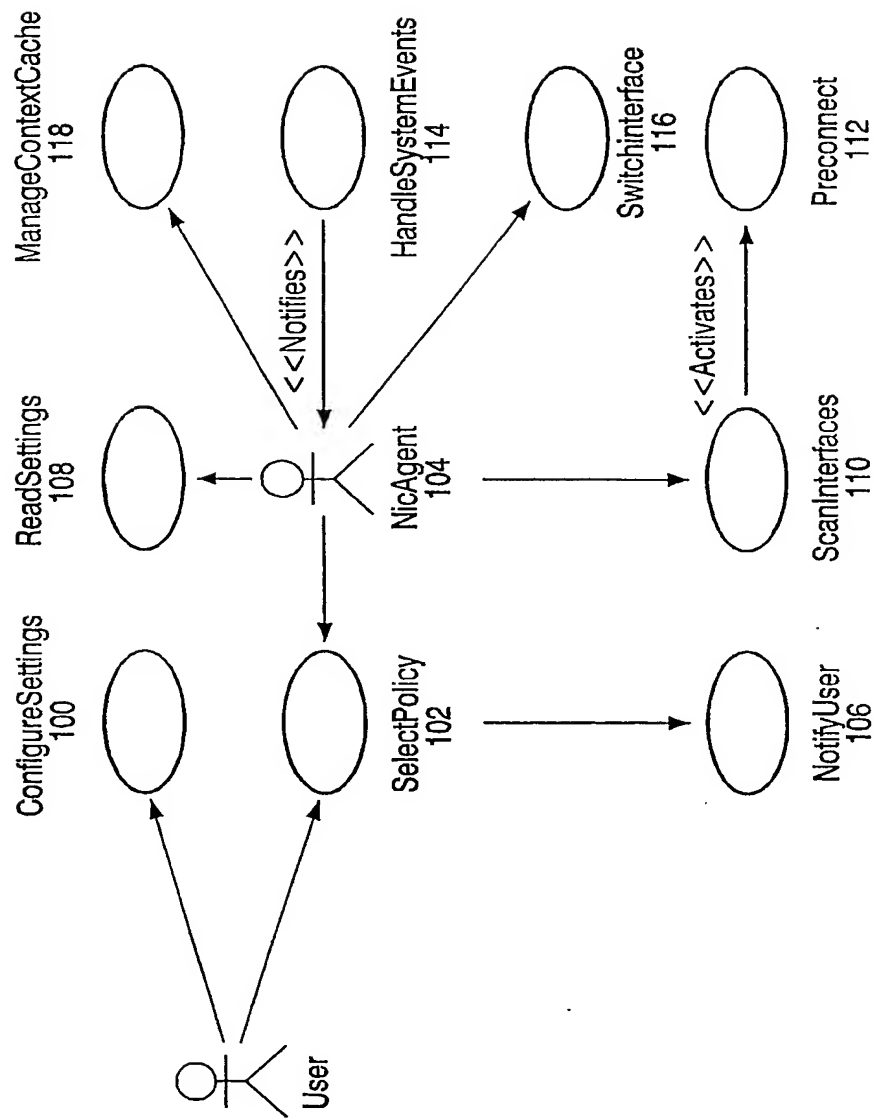 ConfigureSettings
100
ReadSettings
108
ManageContextCache
118
<<Notifies>>
User
SelectPolicy
102
NicAgent
104
HandleSystemEvents
114
Switchinterface
116
<<Activates>>
NotifyUser
106
ScanInterfaces
110
Preconnect
112